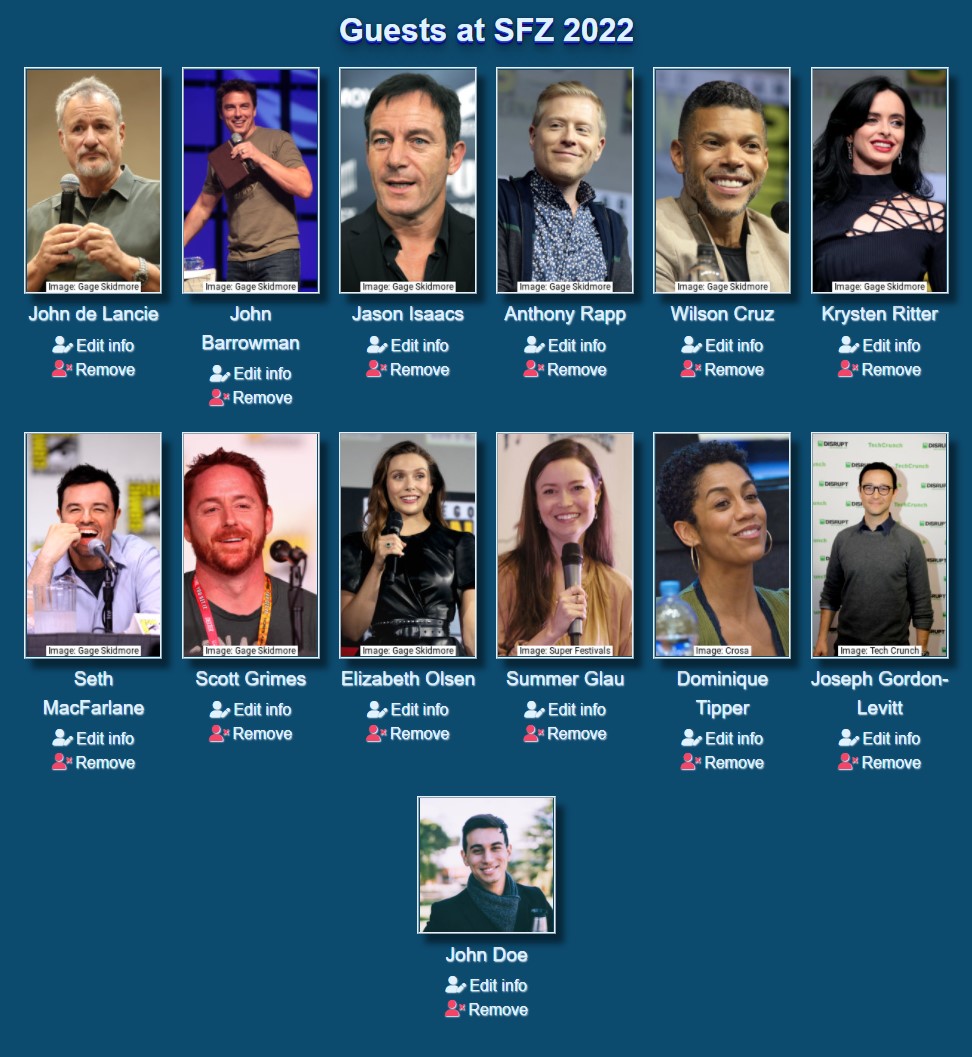 Guests at SFZ 2022
Image: Gage Skidmore
Image: Gage Skidmore
Image: Gage Skidmore
Image: Gage Skidmore
Image: Gage Skidmore
Image: Gage Skidmore
John de Lancie
John
Barrowman
Jason Isaacs
Anthony Rapp
Wilson Cruz
Krysten Ritter
Edit info
Remove
Edit info
Remove
Edit info
Remove
Edit info
Remove
Edit info
Remove
Edit info
Remove
DISRUPT
TechCrunch
DISRUPT
Image: Gage Skidmore
Image: Gage Skidmore
Image: Gage Skidmore
Image: Super Festivals
Image: Crosa
Image: Tech Crunch
Seth
MacFarlane
Scott Grimes
Elizabeth Olsen
Summer Glau
Dominique
Tipper
Joseph Gordon-
Levitt
Edit info
Remove
Edit info
Remove
Edit info
Remove
Edit info
Remove
Edit info
Remove
Edit info
Remove
John Doe
Edit info
Remove